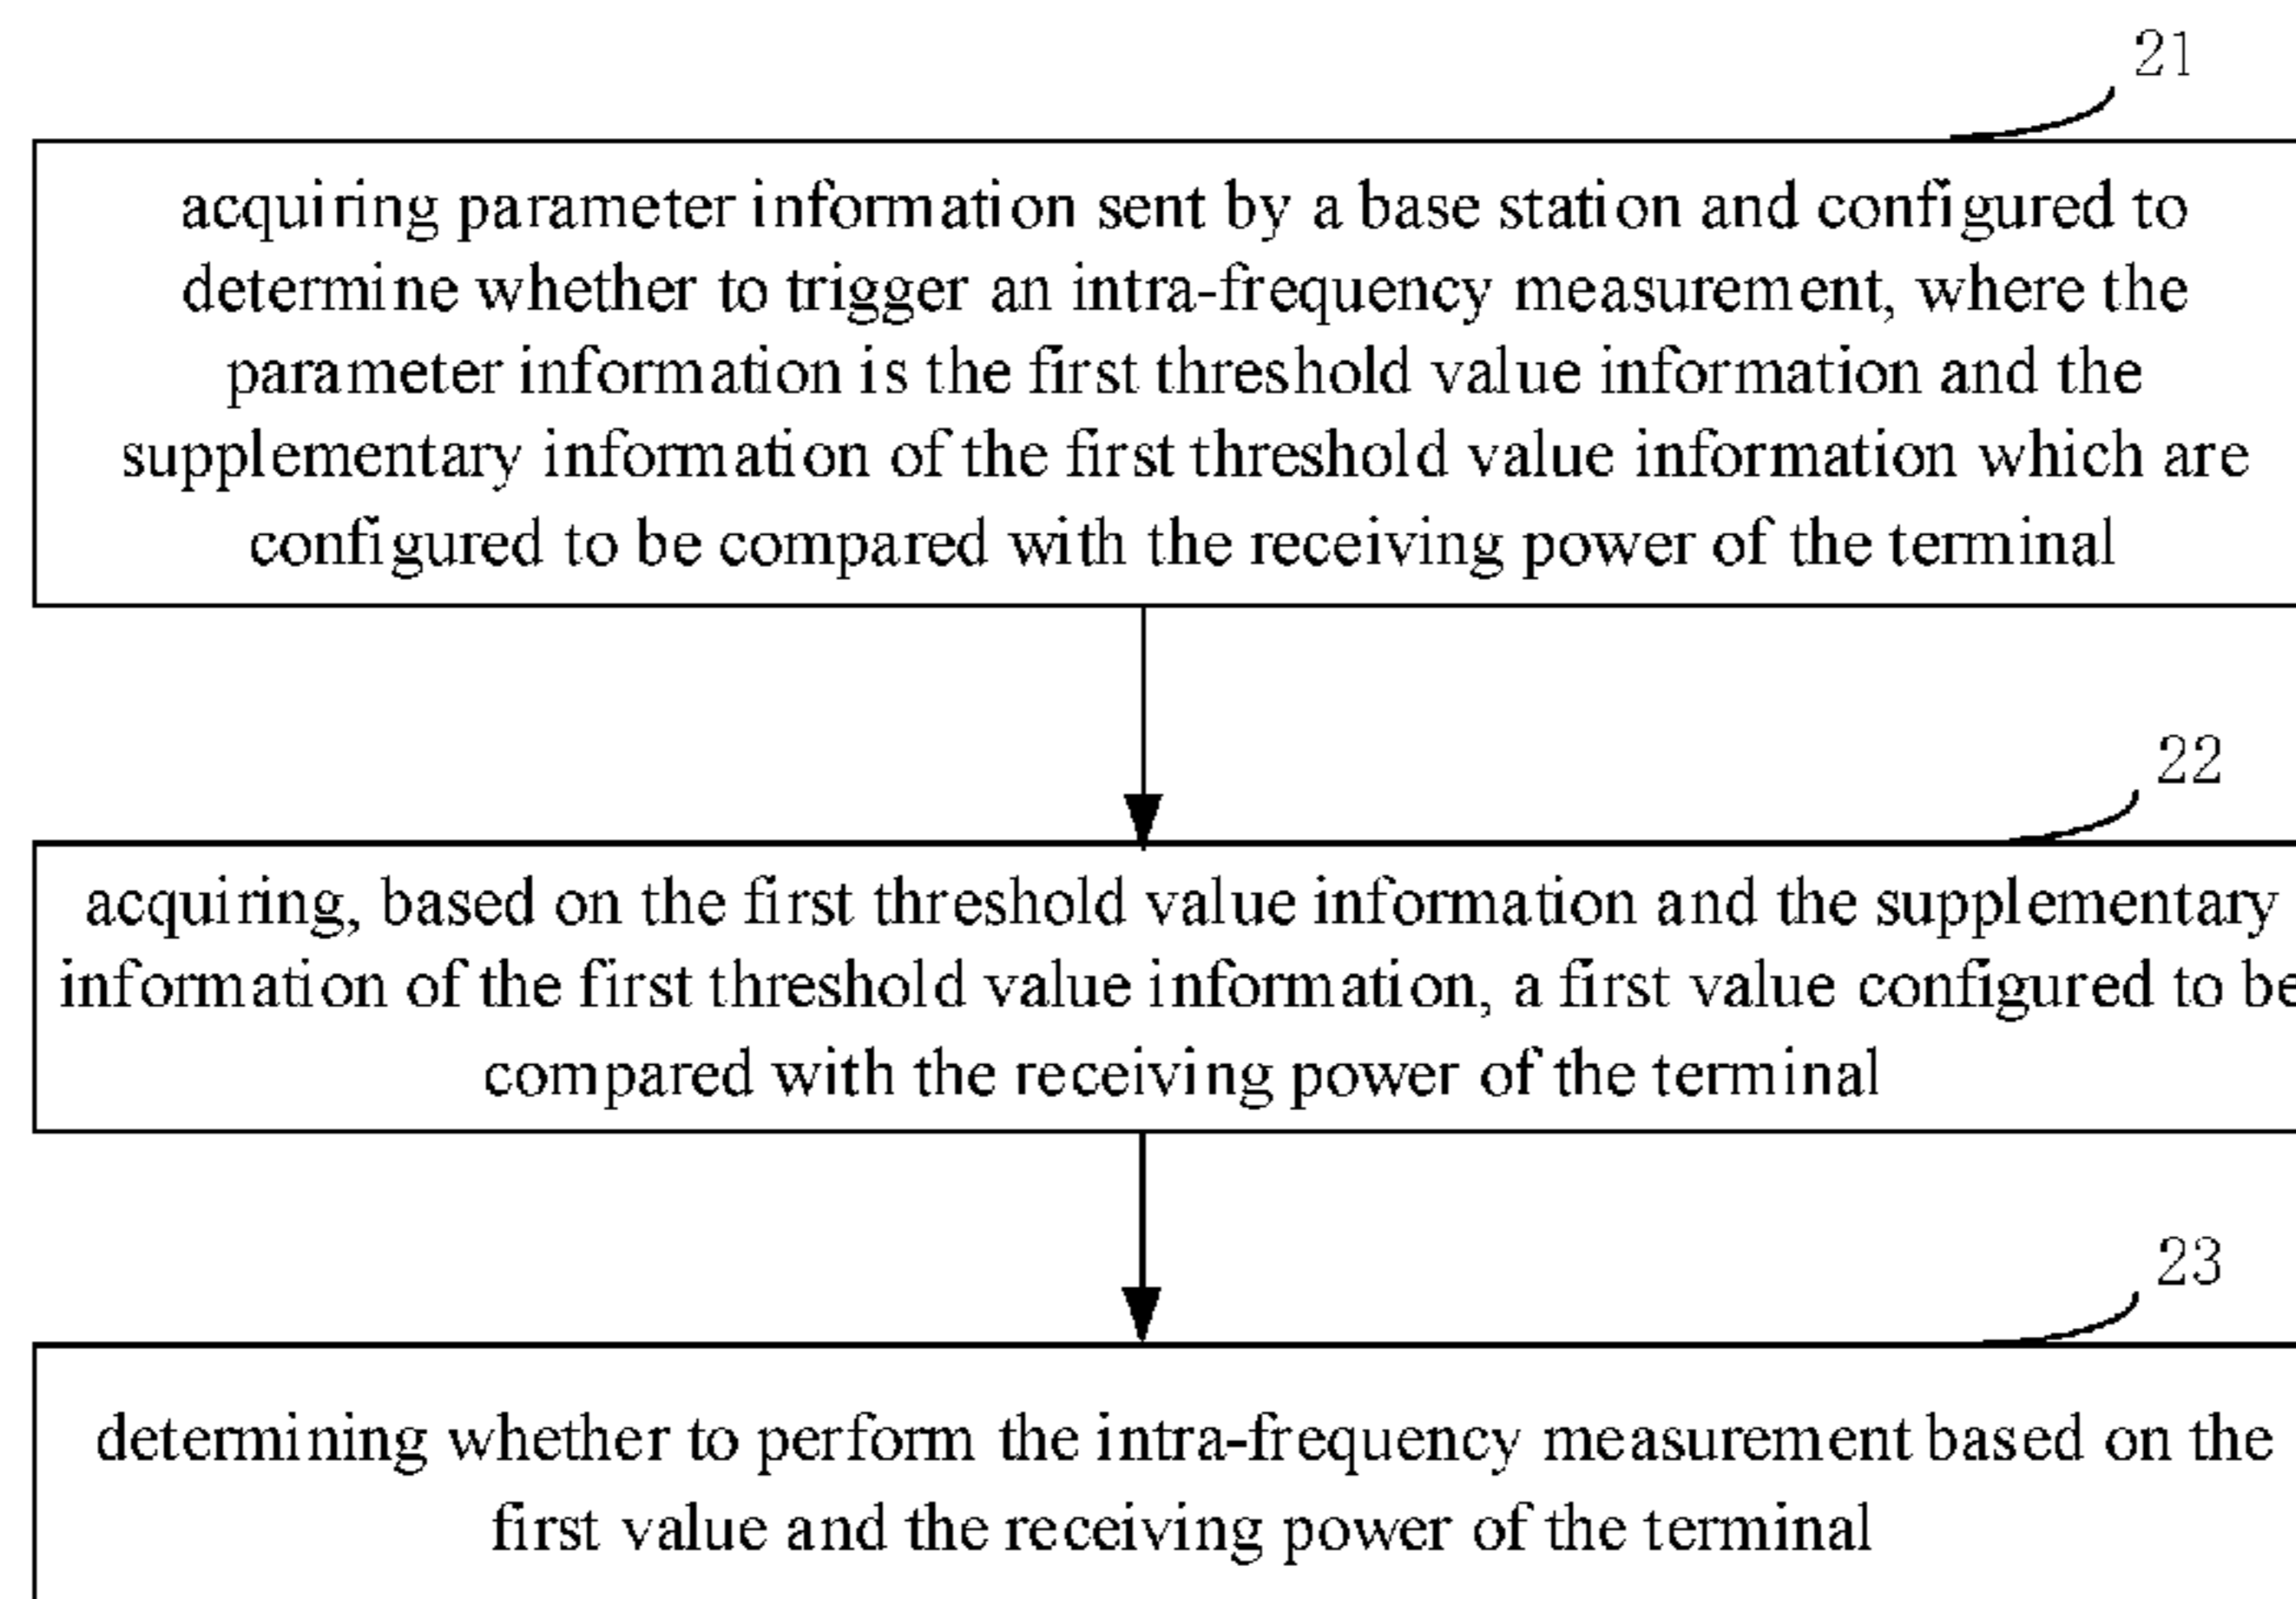 21
acquiring parameter information sent by a base station and configured to
determine whether to trigger an intra-frequency measurement, where the
parameter information is the first threshold value information and the
supplementary information of the first threshold value information which are
configured to be compared with the receiving power of the terminal
22
acquiring, based on the first threshold value information and the supplementary
information of the first threshold value information, a first value configured to be
compared with the receiving power of the terminal
23
determining whether to perform the intra-frequency measurement based on the
first value and the receiving power of the terminal